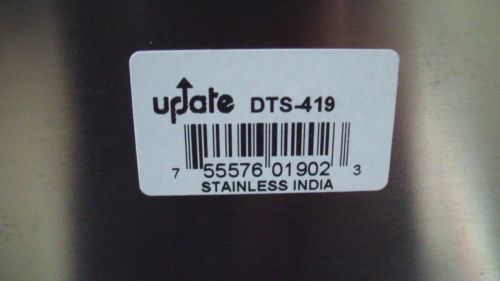 update DTS-419
7 55576 01902 3
STAINLESS INDIA